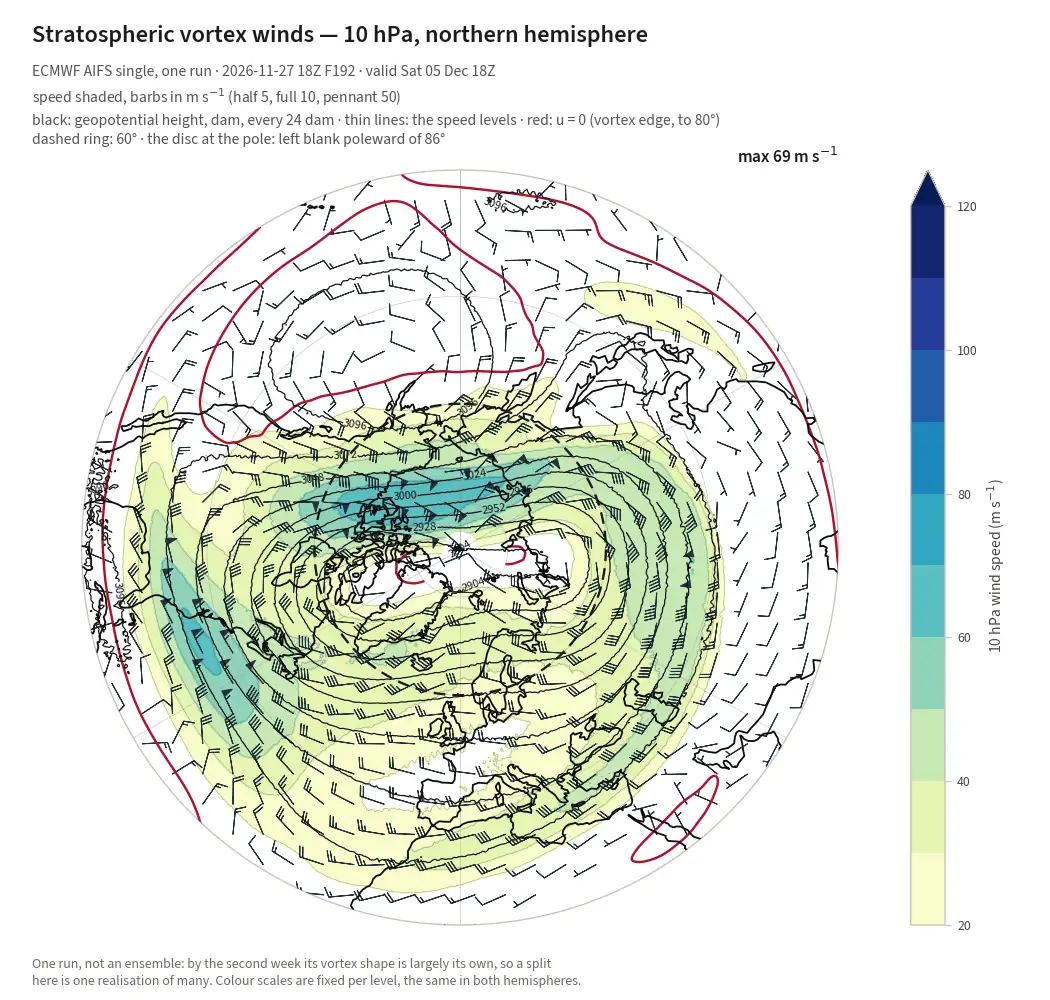 Stratospheric vortex winds — 10 hPa, northern hemisphere
ECMWF AIFS single, one run · 2026-11-27 18Z F192 · valid Sat 05 Dec 18Z
speed shaded, barbs in m s⁻¹ (half 5, full 10, pennant 50)
black: geopotential height, dam, every 24 dam · thin lines: the speed levels · red: u = 0 (vortex edge, to 80°)
dashed ring: 60° · the disc at the pole: left blank poleward of 86°
max 69 m s⁻¹
120
100
80
60
40
20
10 hPa wind speed (m s⁻¹)
3096
3096
3024
3000
2952
2928
2904
One run, not an ensemble: by the second week its vortex shape is largely its own, so a split
here is one realisation of many. Colour scales are fixed per level, the same in both hemispheres.